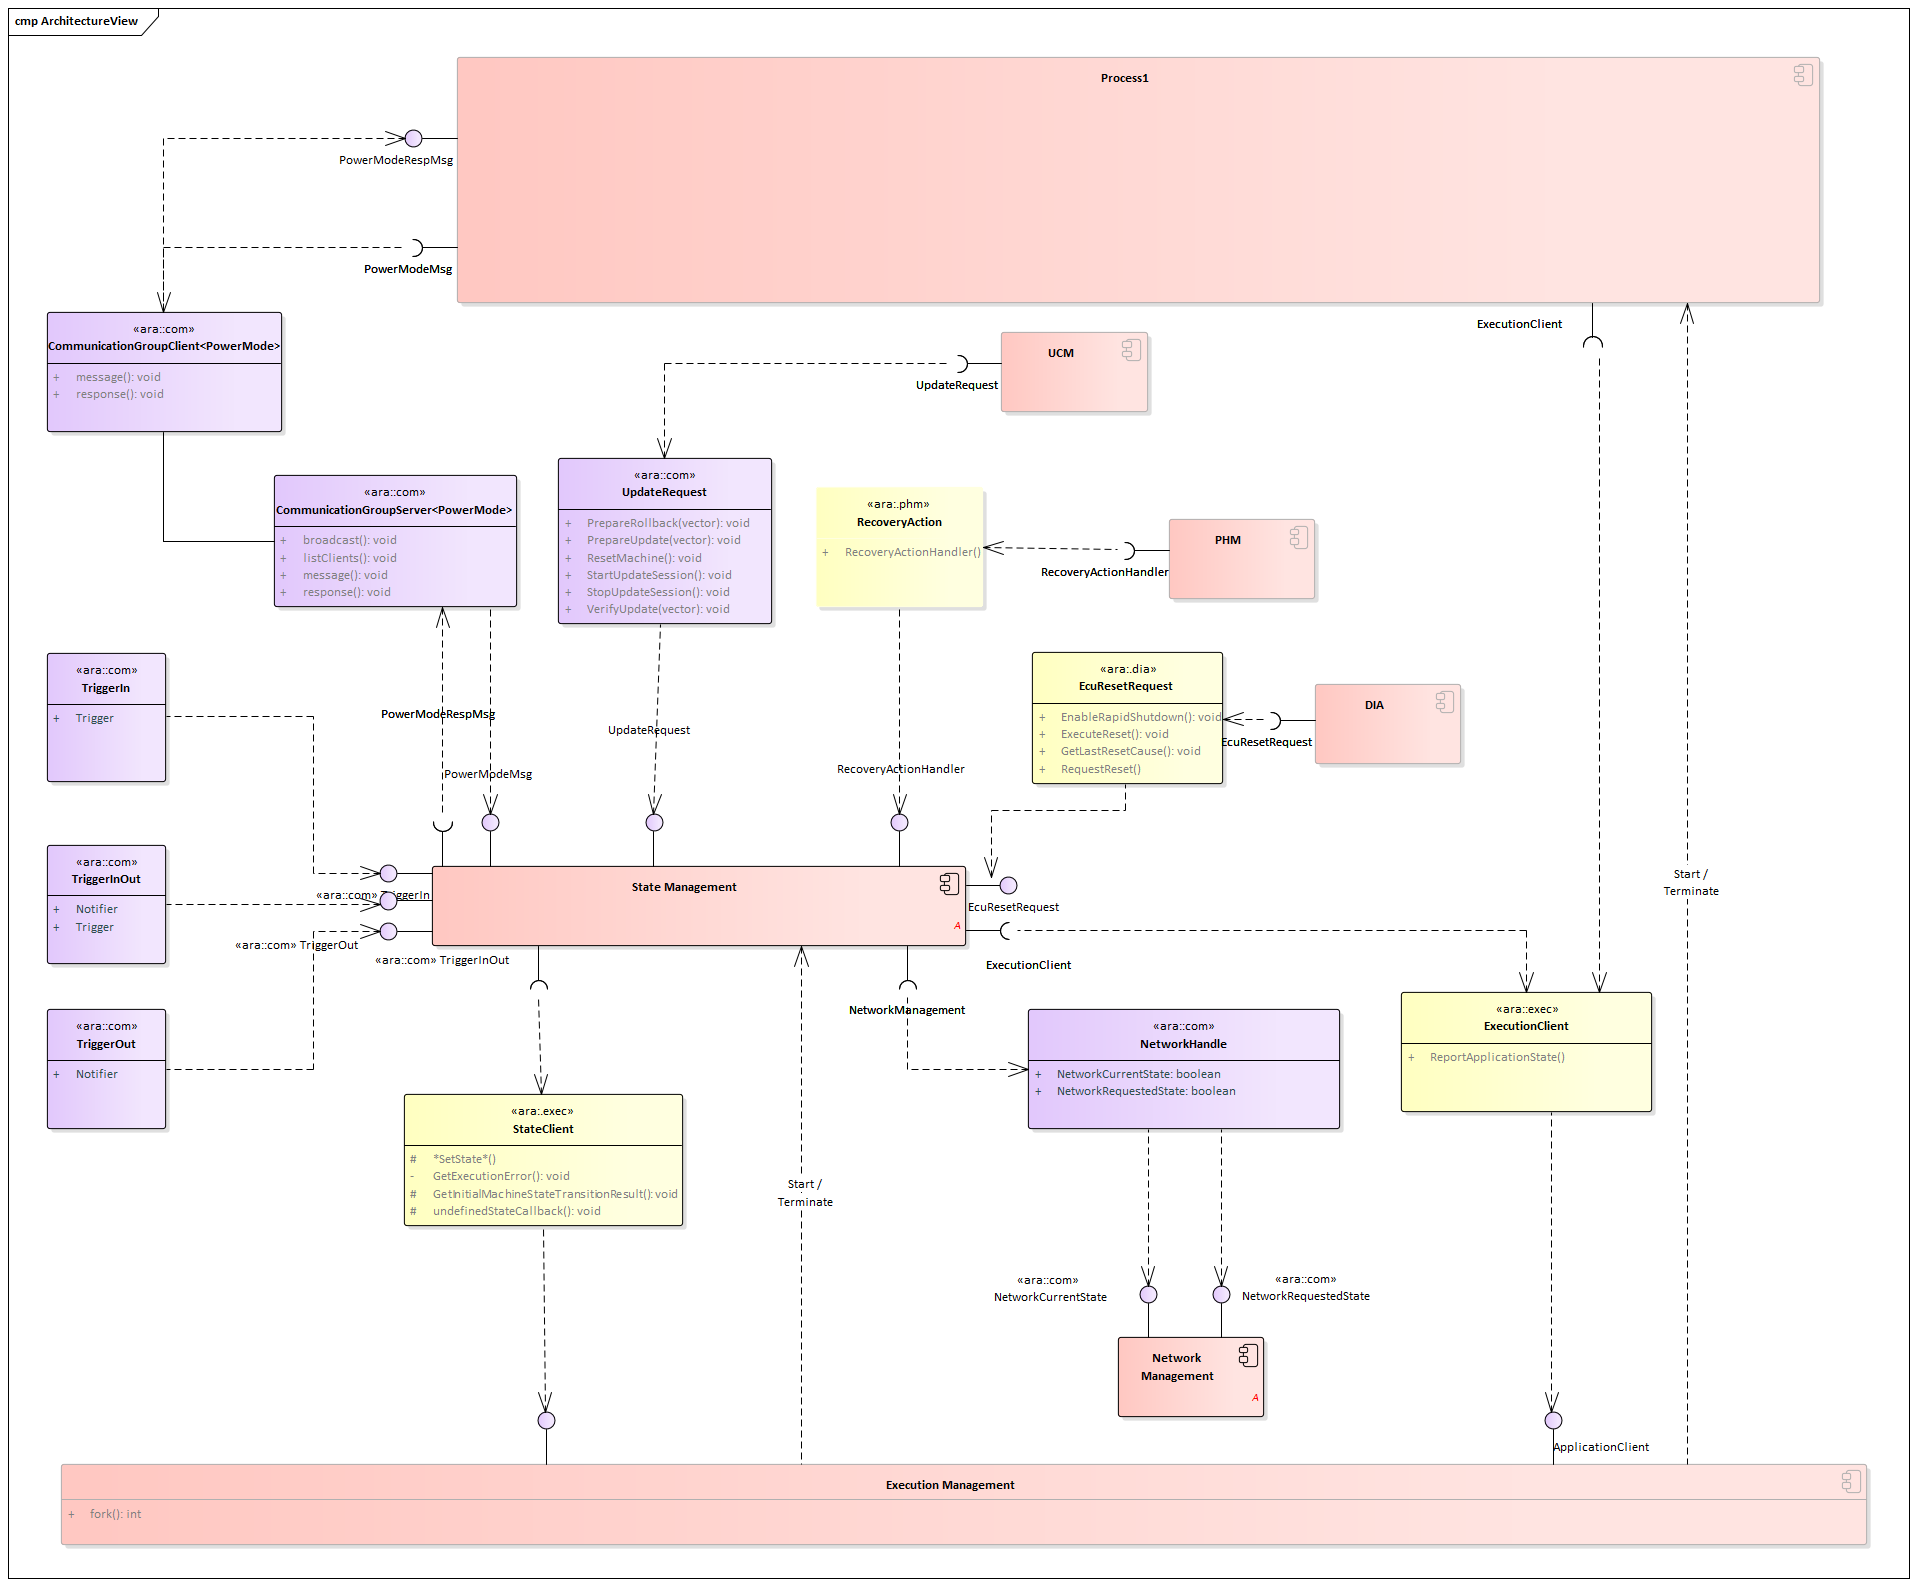 cmp ArchitectureView
Process1
PowerModeRespMsg
PowerModeMsg
ExecutionClient
«ara::com»
CommunicationGroupClient<PowerMode>
+ message(): void
+ response(): void
UCM
UpdateRequest
«ara::com»
CommunicationGroupServer<PowerMode>
+ broadcast(): void
+ listClients(): void
+ message(): void
+ response(): void
«ara::com»
UpdateRequest
+ PrepareRollback(vector): void
+ PrepareUpdate(vector): void
+ ResetMachine(): void
+ StartUpdateSession(): void
+ StopUpdateSession(): void
+ VerifyUpdate(vector): void
«ara::phm»
RecoveryAction
+ RecoveryActionHandler()
PHM
RecoveryActionHandler
«ara::com»
TriggerIn
+ Trigger
PowerModeRespMsg
PowerModeMsg
UpdateRequest
RecoveryActionHandler
«ara::dia»
EcuResetRequest
+ EnableRapidShutdown(): void
+ ExecuteReset(): void
+ GetLastResetCause(): void
+ RequestReset()
DIA
EcuResetRequest
«ara::com»
TriggerInOut
+ Notifier
+ Trigger
«ara::com» TriggerIn
«ara::com» TriggerOut
«ara::com» TriggerInOut
State Management
A
EcuResetRequest
ExecutionClient
Start /
Terminate
NetworkManagement
«ara::com»
TriggerOut
+ Notifier
«ara::com»
NetworkHandle
+ NetworkCurrentState: boolean
+ NetworkRequestedState: boolean
«ara::exec»
ExecutionClient
+ ReportApplicationState()
«ara::exec»
StateClient
# *SetState*()
- GetExecutionError(): void
# GetInitialMachineStateTransitionResult(): void
# undefinedStateCallback(): void
Start /
Terminate
«ara::com»
NetworkCurrentState
«ara::com»
NetworkRequestedState
Network
Management
A
ApplicationClient
Execution Management
+ fork(): int